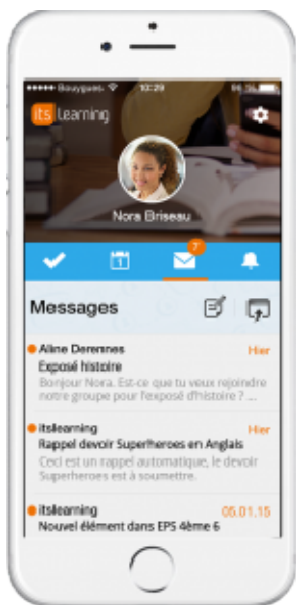 Bouygues 10:29
its learning
Nora Briseau
1
Messages
Aline Derennes Hier
Exposé histoire
Bonjour Nora. Est-ce que tu veux rejoindre
notre groupe pour l'exposé d'histoire ? ...
itslearning Hier
Rappel devoir Superheroes en Anglais
Ceci est un rappel automatique, le devoir
Superheroes est à soumettre.
itslearning 05.01.15
Nouvel élément dans EPS 4ème 6